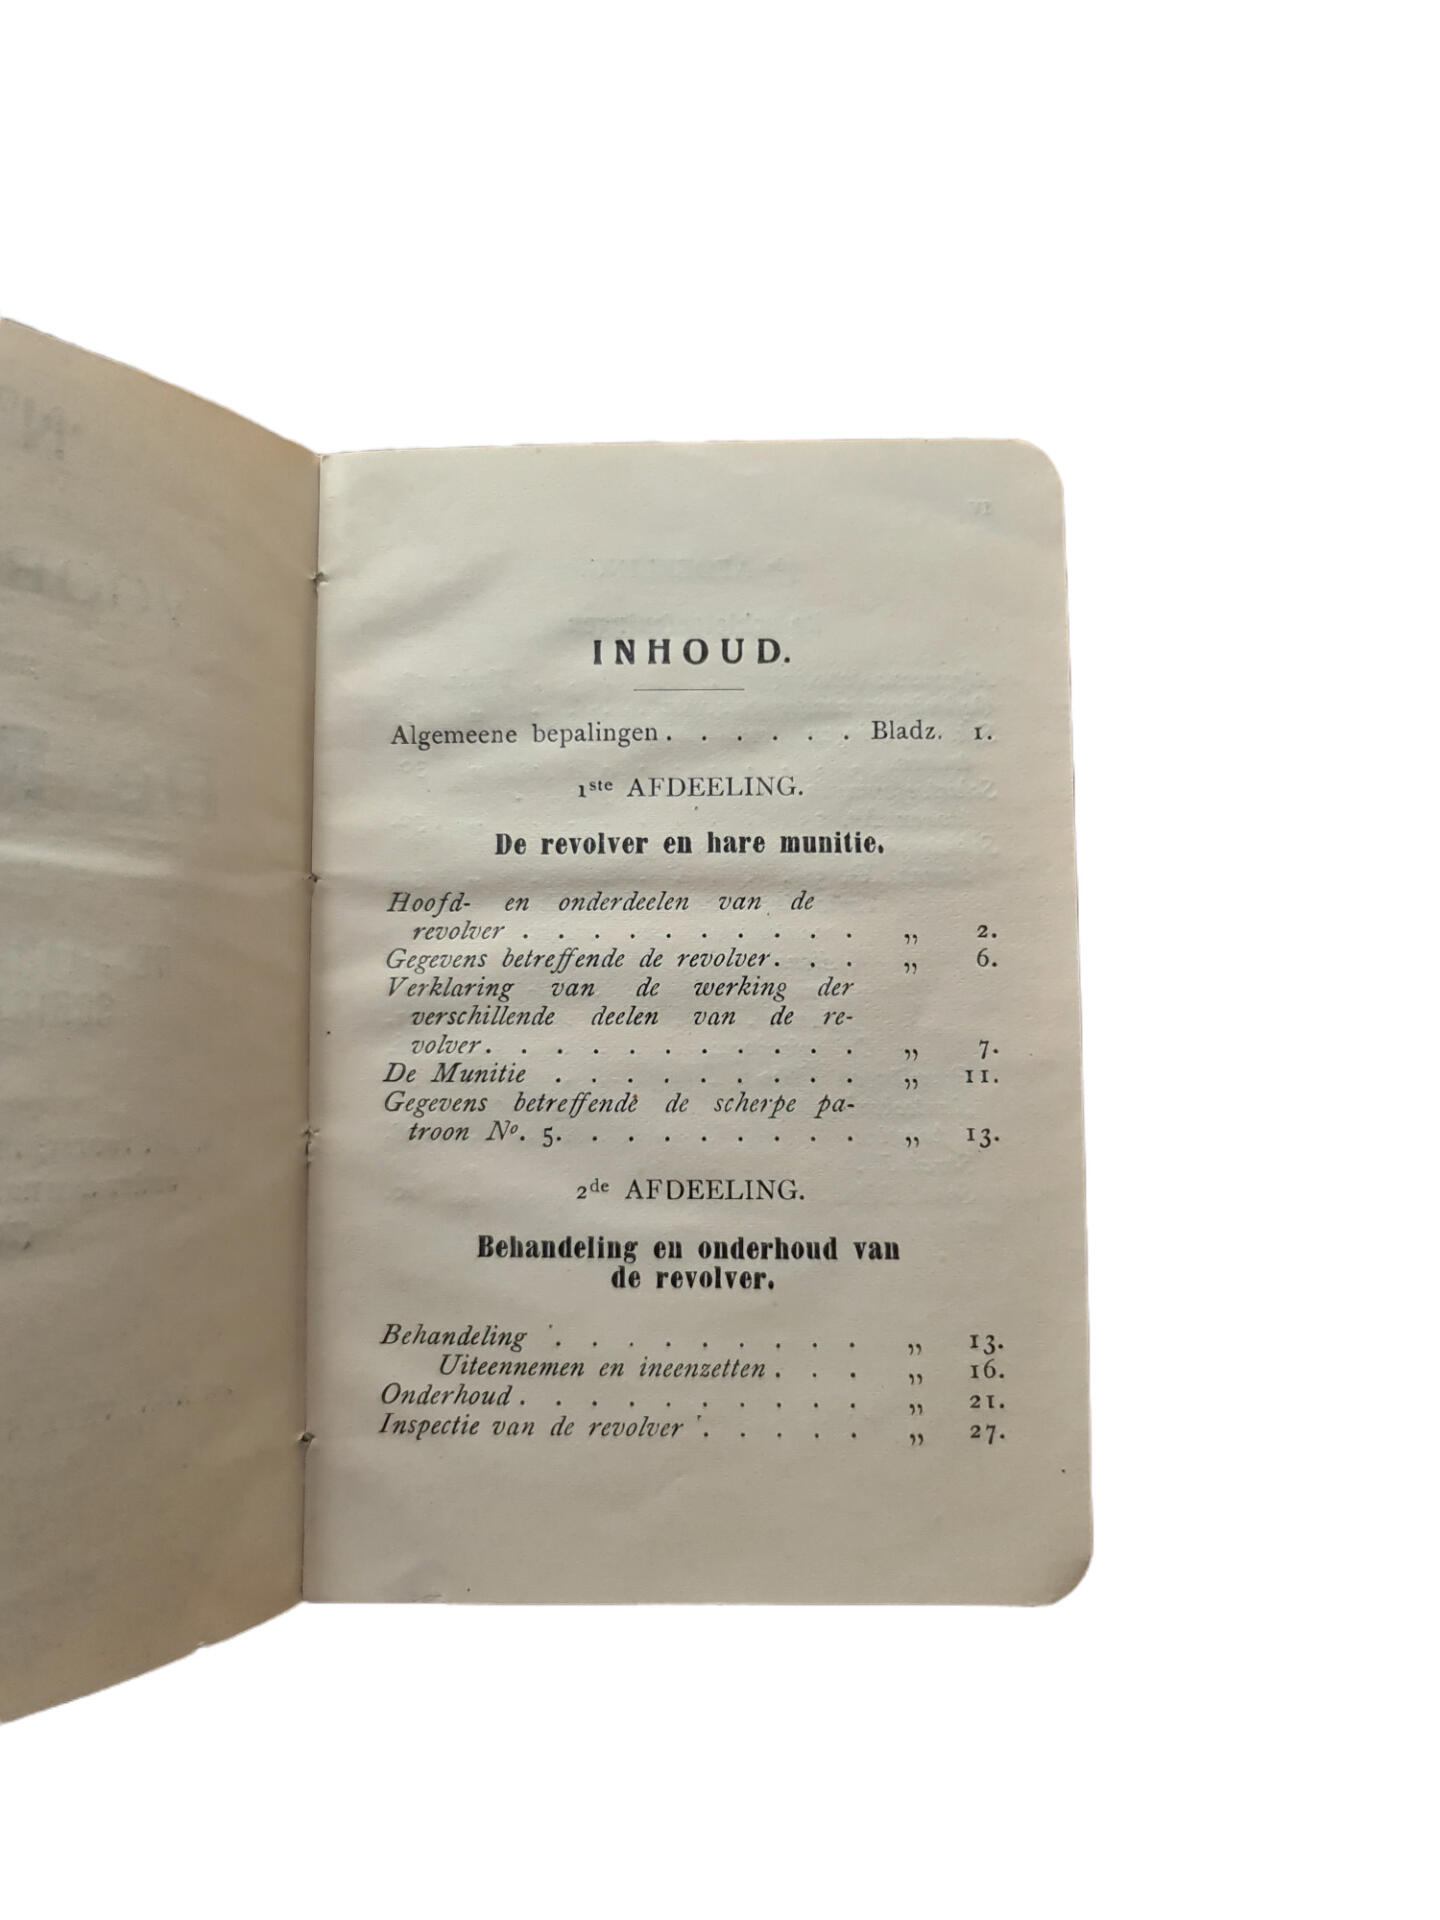 INHOUD.
Algemeene bepalingen . . . . . . Bladz. 1.
1ste AFDEELING.
De revolver en hare munitie.
Hoofd- en onderdeelen van de
revolver . . . . . . . . . . „ 2.
Gegevens betreffende de revolver. . . „ 6.
Verklaring van de werking der
verschillende deelen van de re-
volver. . . . . . . . . . . „ 7.
De Munitie . . . . . . . . . „ 11.
Gegevens betreffende de scherpe pa-
troon No. 5. . . . . . . . . „ 13.
2de AFDEELING.
Behandeling en onderhoud van
de revolver.
Behandeling . . . . . . . . . „ 13.
Uiteennemen en ineenzetten . . . „ 16.
Onderhoud . . . . . . . . . . „ 21.
Inspectie van de revolver . . . . . „ 27.